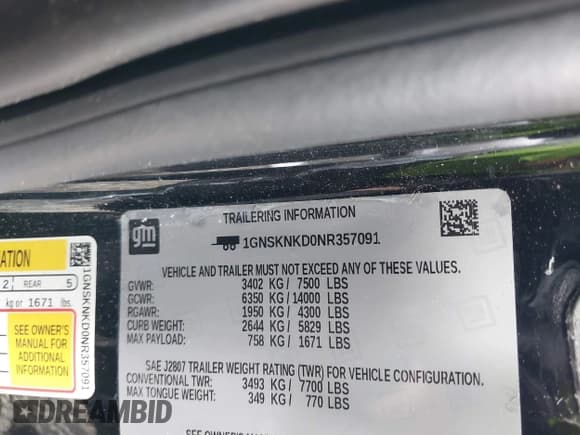 TRAILERING INFORMATION
gm
1GNSKNKD0NR357091
VEHICLE AND TRAILER MUST NOT EXCEED ANY OF THESE VALUES.
GVWR: 3402 KG/ 7500 LBS
GCWR: 6350 KG/14000 LBS
RGAWR: 1950 KG/ 4300 LBS
CURB WEIGHT: 2644 KG/ 5829 LBS
MAX PAYLOAD: 758 KG/ 1671 LBS
SAE J2807 TRAILER WEIGHT RATING (TWR) FOR VEHICLE CONFIGURATION.
CONVENTIONAL TWR: 3493 KG/ 7700 LBS
MAX TONGUE WEIGHT: 349 KG/ 770 LBS
2 REAR 5
kg or 1671 lbs.
SEE OWNER'S
MANUAL FOR
ADDITIONAL
INFORMATION
1GNSKNKD0NR357091
DREAMBID